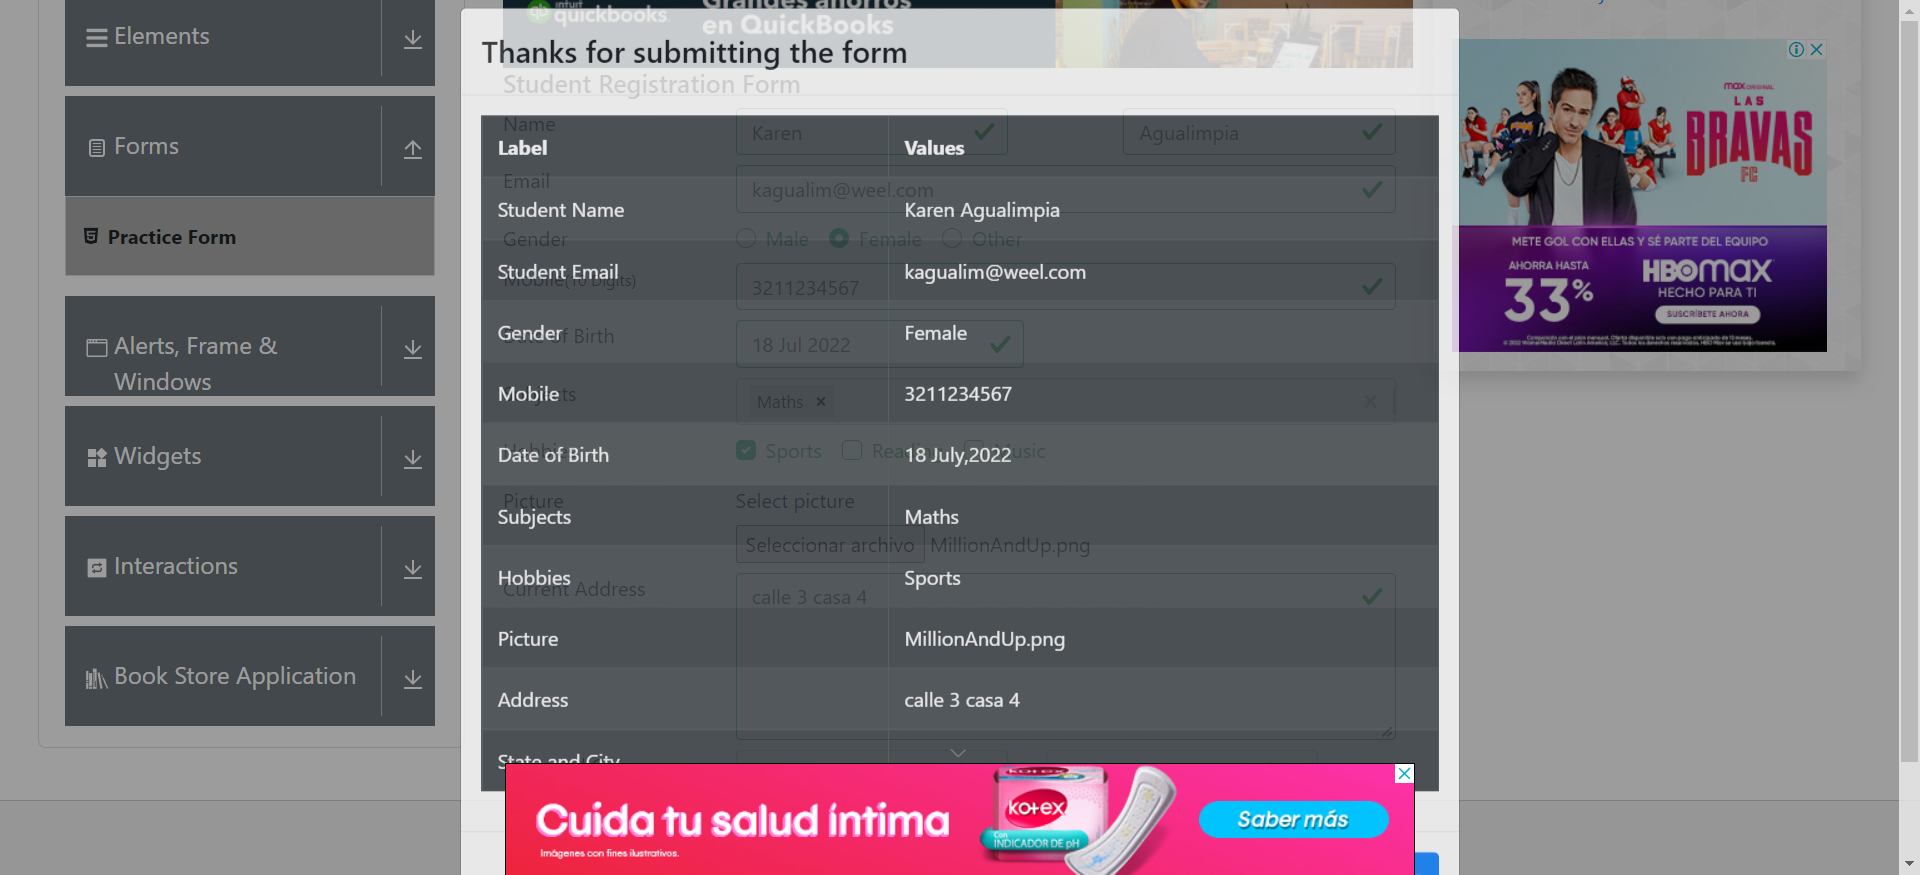 Elements
Forms
Practice Form
Alerts, Frame &
Windows
Widgets
Interactions
Book Store Application
intuit
quickbooks.
Grandes ahorros
en QuickBooks
Thanks for submitting the form
Student Registration Form
Name
Karen
Agualimpia
Label
Values
Email
kagualim@weel.com
Student Name
Karen Agualimpia
Gender
Male
Female
Other
Student Email
kagualim@weel.com
Mobile(10 Digits)
3211234567
Gender
Female
Date of Birth
18 Jul 2022
Mobile
3211234567
Subjects
Maths
Date of Birth
18 July,2022
Hobbies
Sports
Reading
Music
Picture
Select picture
Subjects
Maths
Seleccionar archivo
MillionAndUp.png
Hobbies
Sports
Current Address
calle 3 casa 4
Picture
MillionAndUp.png
Address
calle 3 casa 4
State and City
Cuida tu salud íntima
Imágenes con fines ilustrativos.
kotex
kotex
Con
INDICADOR DE pH
Saber más
max ORIGINAL
LAS
BRAVAS
FC
METE GOL CON ELLAS Y SÉ PARTE DEL EQUIPO
AHORRA HASTA
33%
HBOMAX
HECHO PARA TI
SUSCRÍBETE AHORA